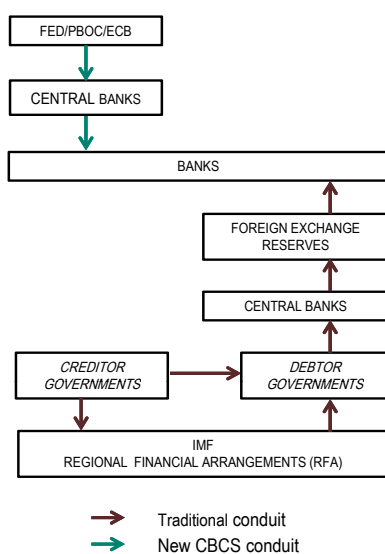 FED/PBOC/ECB
CENTRAL BANKS
BANKS
FOREIGN EXCHANGE
RESERVES
CENTRAL BANKS
CREDITOR
GOVERNMENTS
DEBTOR
GOVERNMENTS
IMF
REGIONAL FINANCIAL ARRANGEMENTS (RFA)
Traditional conduit
New CBCS conduit